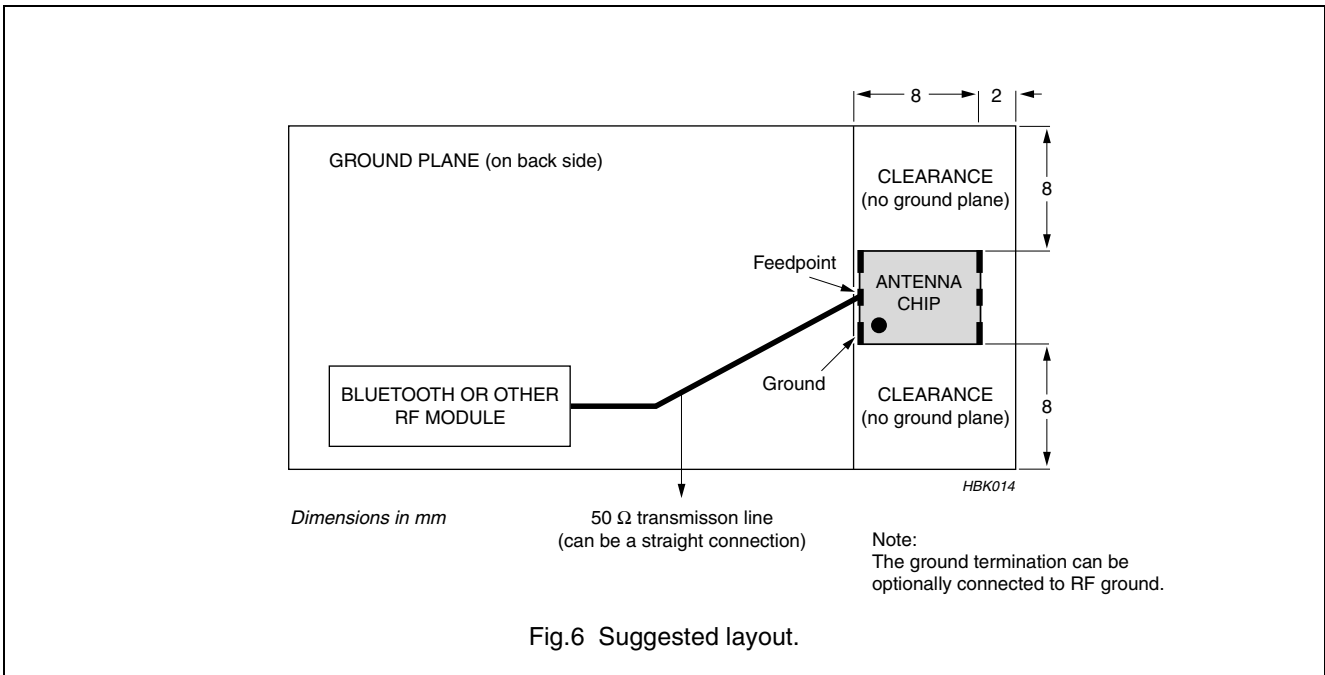 8
2
GROUND PLANE (on back side)
CLEARANCE
(no ground plane)
8
Feedpoint
ANTENNA
CHIP
Ground
BLUETOOTH OR OTHER
RF MODULE
CLEARANCE
(no ground plane)
8
HBK014
Dimensions in mm
50 Ω transmisson line
(can be a straight connection)
Note:
The ground termination can be
optionally connected to RF ground.
Fig.6 Suggested layout.